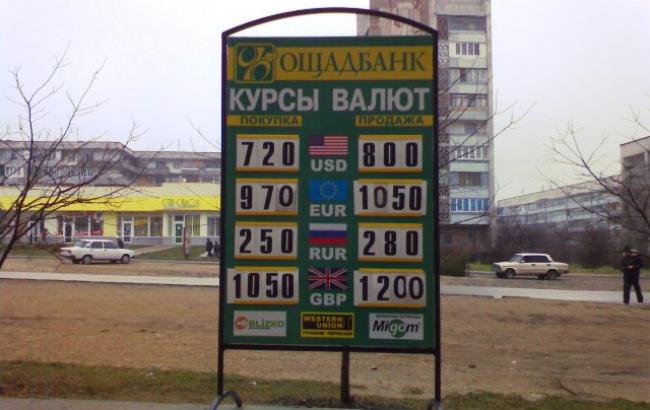 ОЩАДБАНК
КУРСЫ ВАЛЮТ
ПОКУПКА ПРОДАЖА
720 USD 800
970 EUR 1050
250 RUR 280
1050 GBP 1200
BLIZKO WESTERN UNION Migom